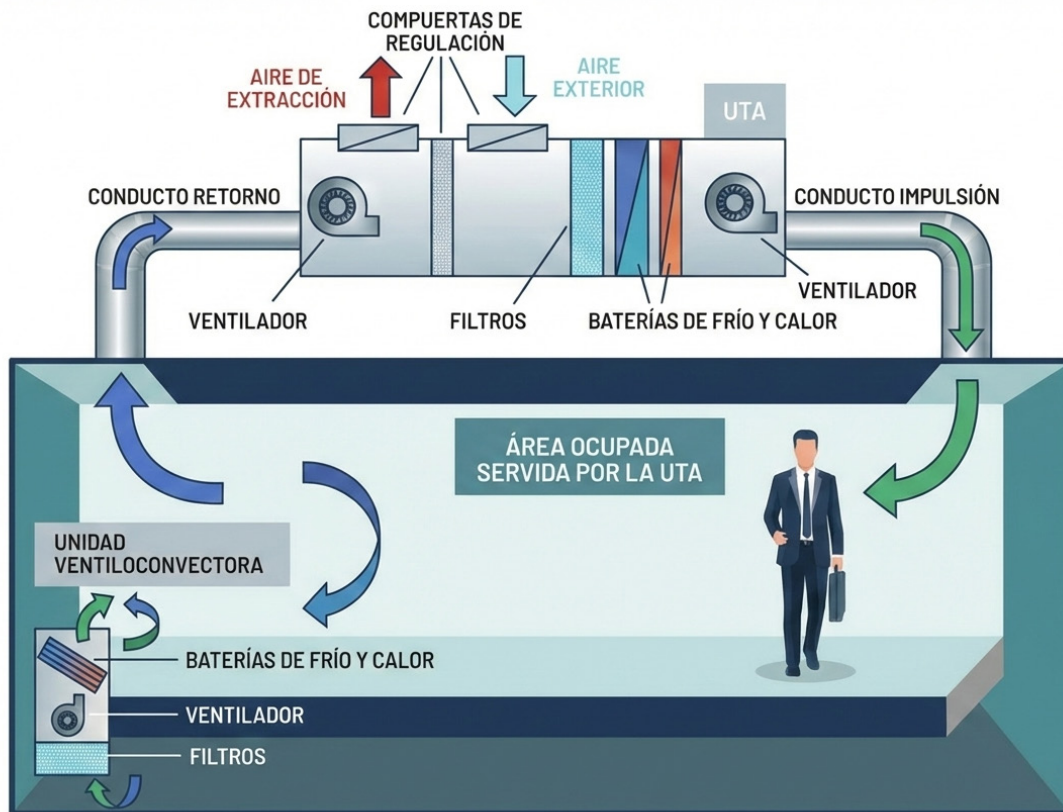 COMPUERTAS DE
REGULACIÓN
AIRE DE
EXTRACCIÓN
AIRE
EXTERIOR
UTA
CONDUCTO RETORNO
CONDUCTO IMPULSIÓN
VENTILADOR
FILTROS
BATERÍAS DE FRÍO Y CALOR
VENTILADOR
ÁREA OCUPADA
SERVIDA POR LA UTA
UNIDAD
VENTILOCONVECTORA
BATERÍAS DE FRÍO Y CALOR
VENTILADOR
FILTROS